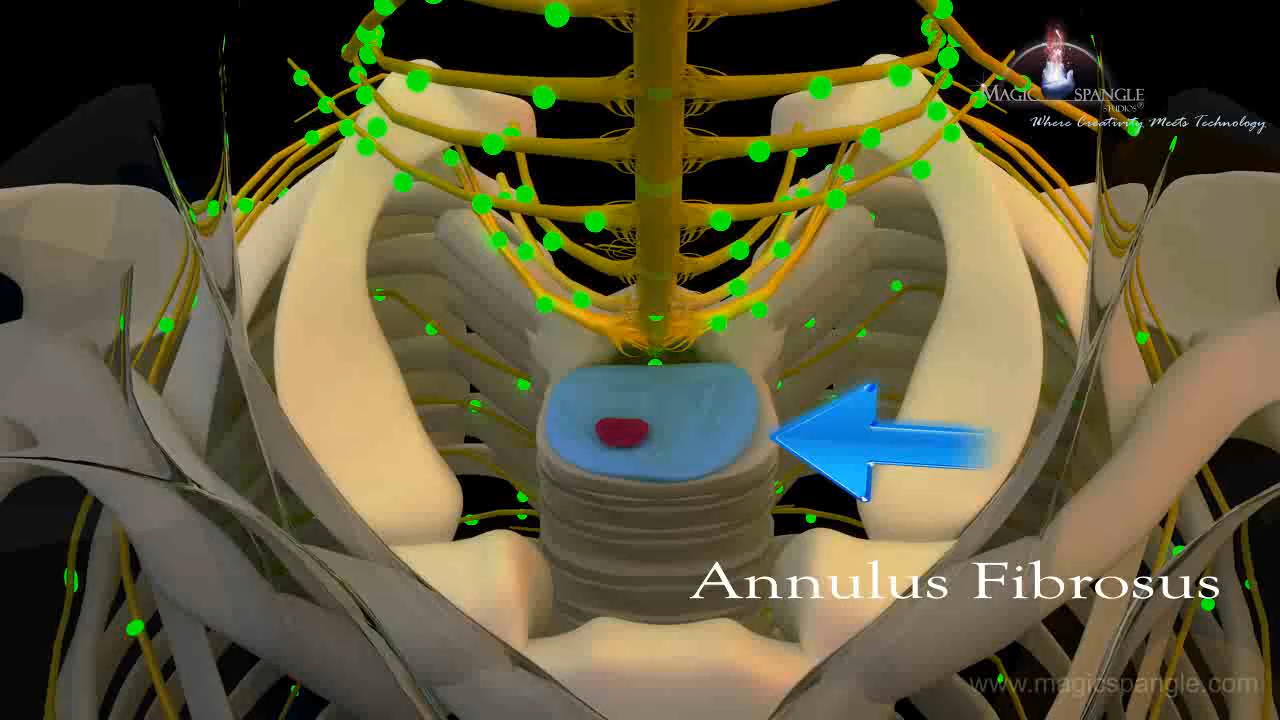 MAGIC SPANGLE
STUDIOS®
Where Creativity Meets Technology
Annulus Fibrosus
www.magicspangle.com